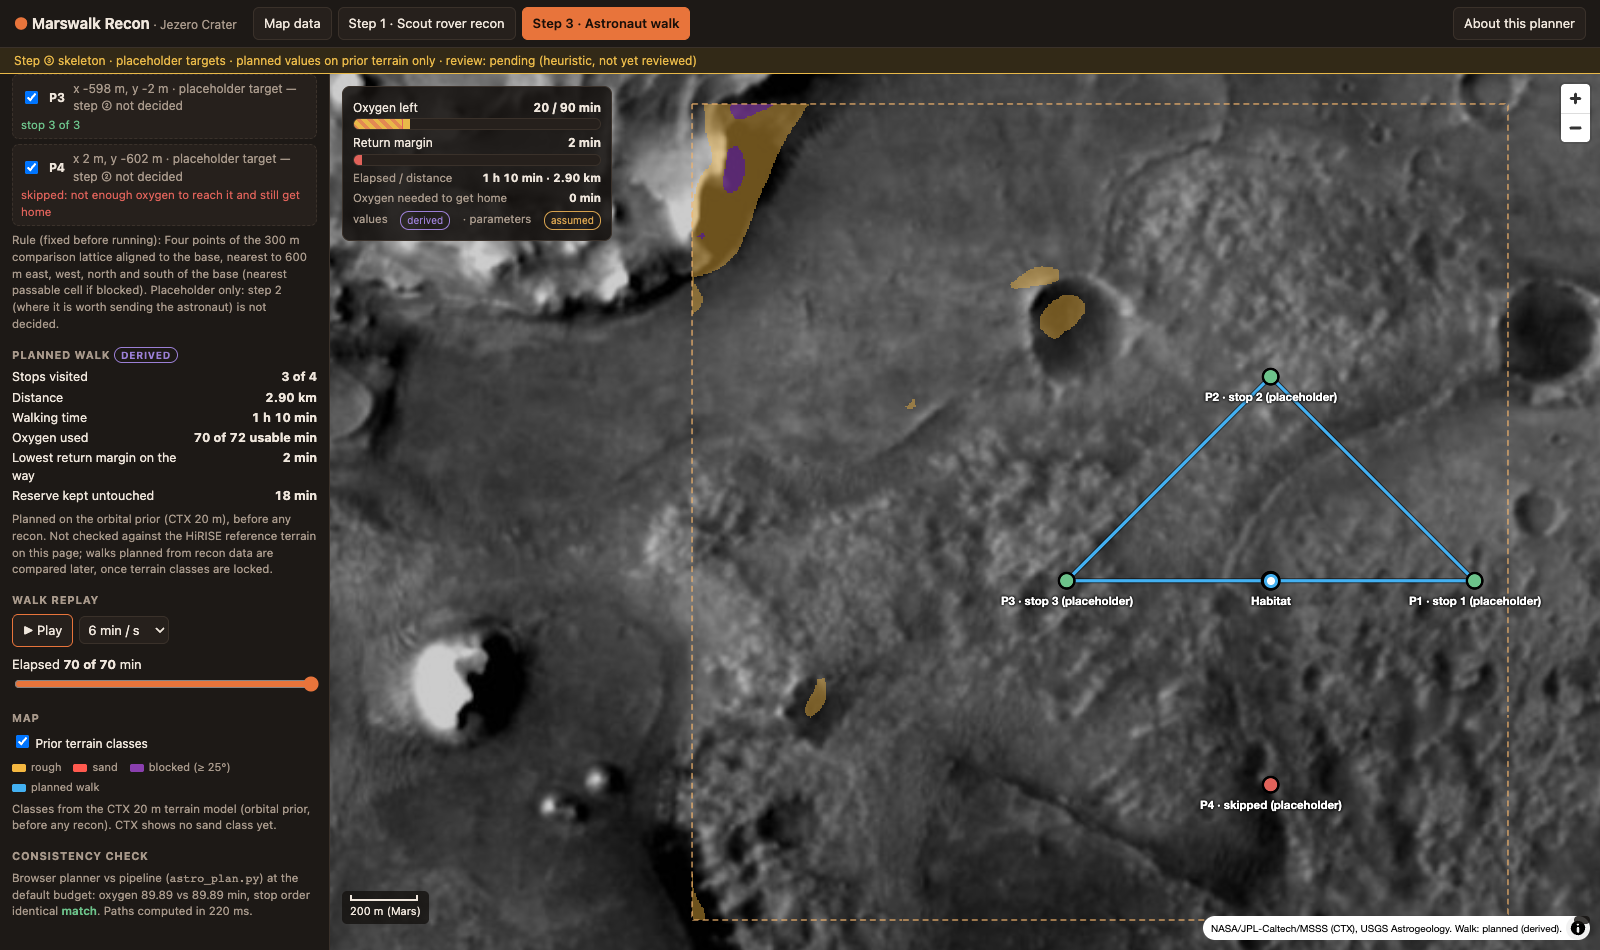 Marswalk Recon · Jezero Crater
Map data
Step 1 · Scout rover recon
Step 3 · Astronaut walk
About this planner
Step ③ skeleton · placeholder targets · planned values on prior terrain only · review: pending (heuristic, not yet reviewed)
P3
x -598 m, y -2 m · placeholder target —
step ② not decided
stop 3 of 3
P4
x 2 m, y -602 m · placeholder target —
step ② not decided
skipped: not enough oxygen to reach it and still get
home
Rule (fixed before running): Four points of the 300 m
comparison lattice aligned to the base, nearest to 600
m east, west, north and south of the base (nearest
passable cell if blocked). Placeholder only: step 2
(where it is worth sending the astronaut) is not
decided.
PLANNED WALK DERIVED
Stops visited 3 of 4
Distance 2.90 km
Walking time 1 h 10 min
Oxygen used 70 of 72 usable min
Lowest return margin on the
way 2 min
Reserve kept untouched 18 min
Planned on the orbital prior (CTX 20 m), before any
recon. Not checked against the HiRISE reference terrain
on this page; walks planned from recon data are
compared later, once terrain classes are locked.
WALK REPLAY
Play
6 min / s
Elapsed 70 of 70 min
MAP
Prior terrain classes
rough sand blocked (≥ 25°)
planned walk
Classes from the CTX 20 m terrain model (orbital prior,
before any recon). CTX shows no sand class yet.
CONSISTENCY CHECK
Browser planner vs pipeline (astro_plan.py) at the
default budget: oxygen 89.89 vs 89.89 min, stop order
identical match. Paths computed in 220 ms.
Oxygen left 20 / 90 min
Return margin 2 min
Elapsed / distance 1 h 10 min · 2.90 km
Oxygen needed to get home 0 min
values derived · parameters assumed
+
−
P2 · stop 2 (placeholder)
P3 · stop 3 (placeholder)
Habitat
P1 · stop 1 (placeholder)
P4 · skipped (placeholder)
200 m (Mars)
NASA/JPL-Caltech/MSSS (CTX), USGS Astrogeology. Walk: planned (derived).